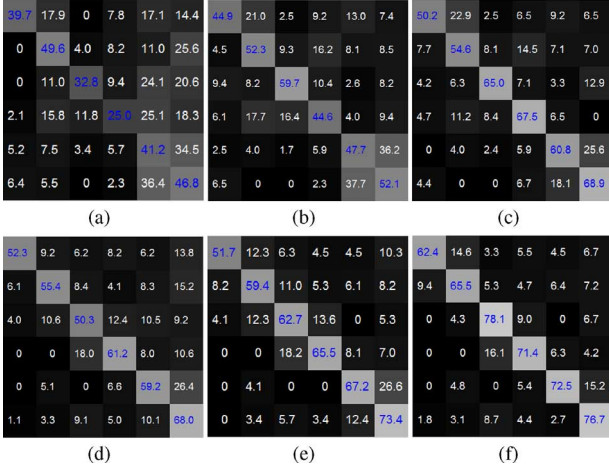 39.7 17.9 0 7.8 17.1 14.4
0 49.6 4.0 8.2 11.0 25.6
0 11.0 32.8 9.4 24.1 20.6
2.1 15.8 11.8 25.0 25.1 18.3
5.2 7.5 3.4 5.7 41.2 34.5
6.4 5.5 0 2.3 36.4 46.8
(a)
44.9 21.0 2.5 9.2 13.0 7.4
4.5 52.3 9.3 16.2 8.1 8.5
9.4 8.2 59.7 10.4 2.6 8.2
6.1 17.7 16.4 44.6 4.0 9.4
2.5 4.0 1.7 5.9 47.7 36.2
6.5 0 0 2.3 37.7 52.1
(b)
50.2 22.9 2.5 6.5 9.2 6.5
7.7 54.6 8.1 14.5 7.1 7.0
4.2 6.3 65.0 7.1 3.3 12.9
4.7 11.2 8.4 67.5 6.5 0
0 4.0 2.4 5.9 60.8 25.6
4.4 0 0 6.7 18.1 68.9
(c)
52.3 9.2 6.2 8.2 6.2 13.8
6.1 55.4 8.4 4.1 8.3 15.2
4.0 10.6 50.3 12.4 10.5 9.2
0 0 18.0 61.2 8.0 10.6
0 5.1 0 6.6 59.2 26.4
1.1 3.3 9.1 5.0 10.1 68.0
(d)
51.7 12.3 6.3 4.5 4.5 10.3
8.2 59.4 11.0 5.3 6.1 8.2
4.1 12.3 62.7 13.6 0 5.3
0 0 18.2 65.5 8.1 7.0
0 4.1 0 0 67.2 26.6
0 3.4 5.7 3.4 12.4 73.4
(e)
62.4 14.6 3.3 5.5 4.5 6.7
9.4 65.5 5.3 4.7 6.4 7.2
0 4.3 78.1 9.0 0 6.7
0 0 16.1 71.4 6.3 4.2
0 4.8 0 5.4 72.5 15.2
1.8 3.1 8.7 4.4 2.7 76.7
(f)